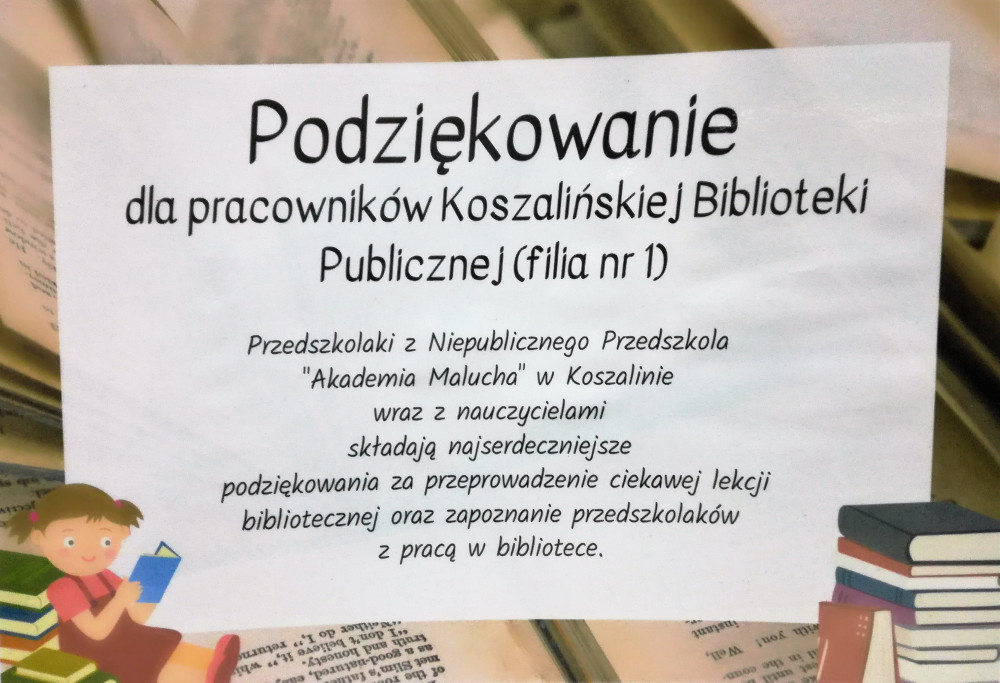 Podziękowanie
dla pracowników Koszalińskiej Biblioteki
Publicznej (filia nr 1)
Przedszkolaki z Niepublicznego Przedszkola
"Akademia Malucha" w Koszalinie
wraz z nauczycielami
składają najserdeczniejsze
podziękowania za przeprowadzenie ciekawej lekcji
bibliotecznej oraz zapoznanie przedszkolaków
z pracą w bibliotece.